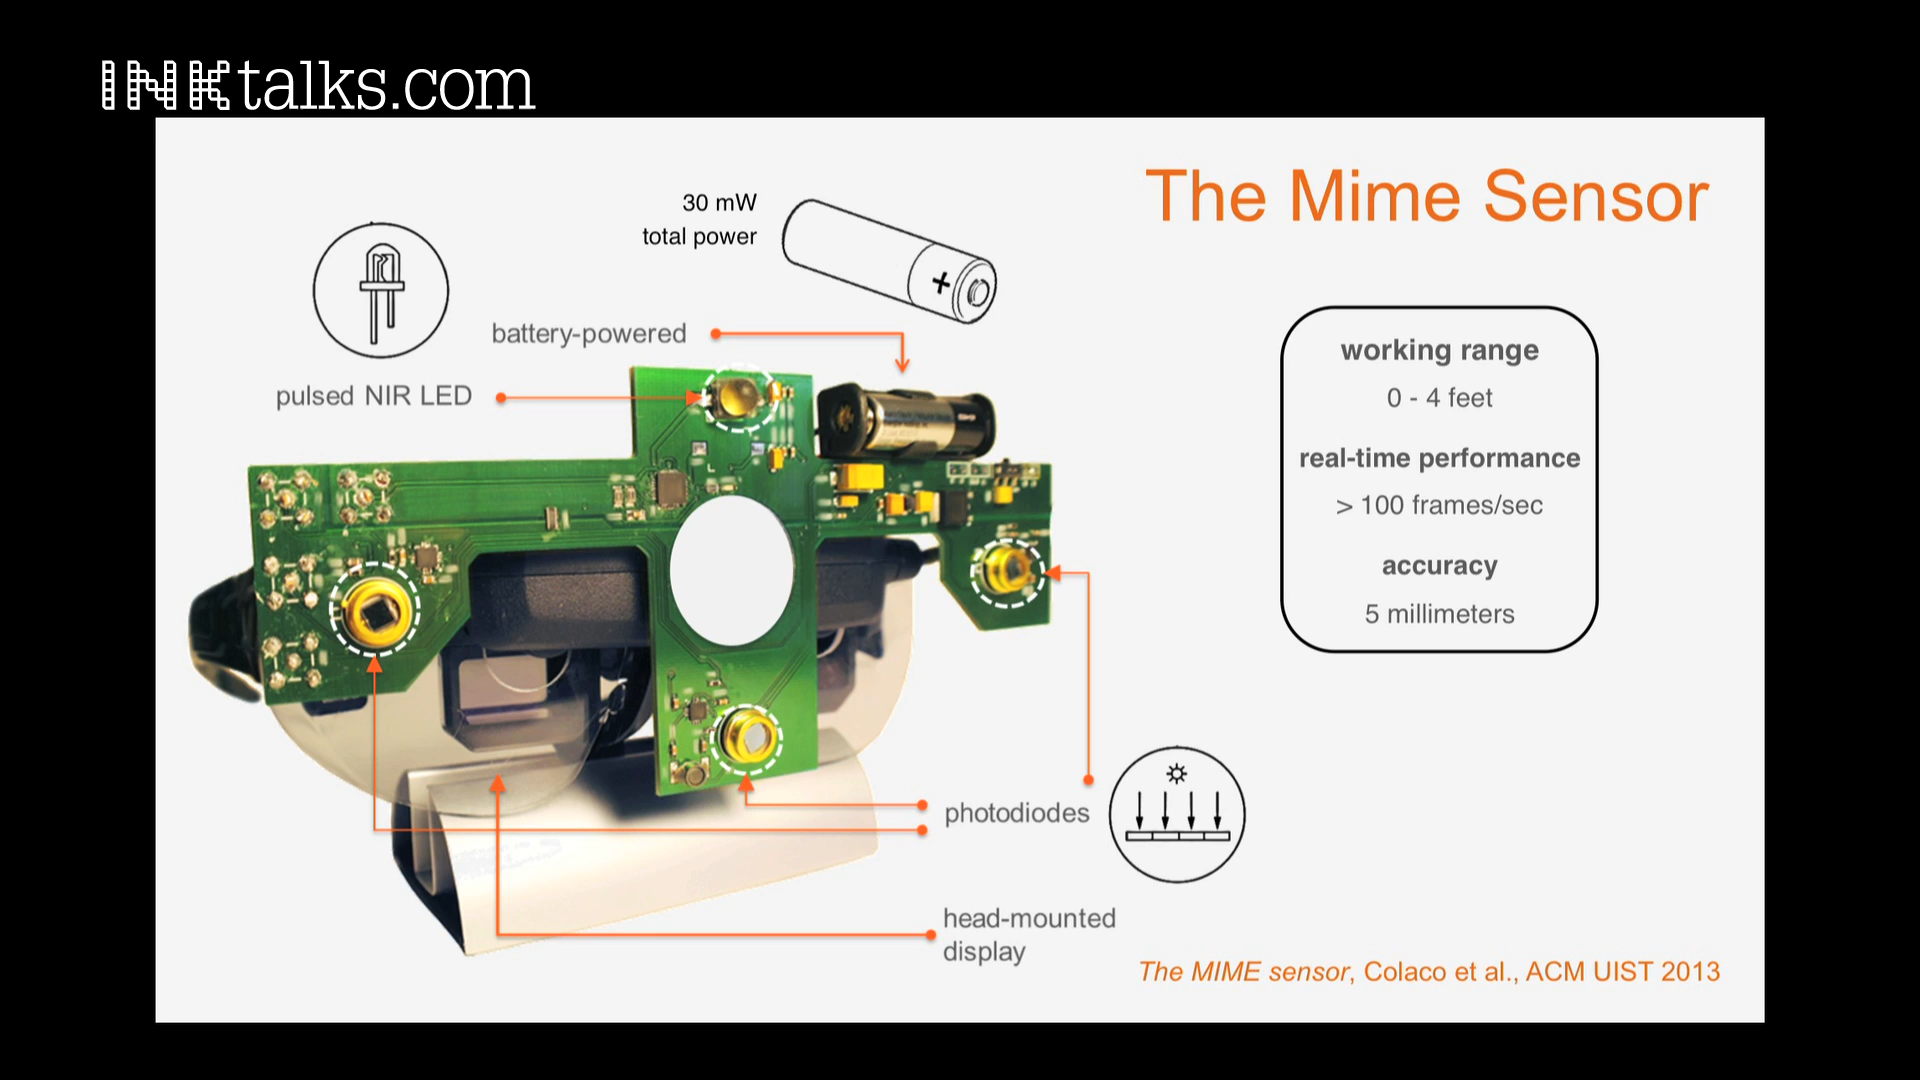 INKtalks.com
The Mime Sensor
30 mW
total power
battery-powered
pulsed NIR LED
+
working range
0 - 4 feet
real-time performance
> 100 frames/sec
accuracy
5 millimeters
photodiodes
head-mounted
display
The MIME sensor, Colaco et al., ACM UIST 2013